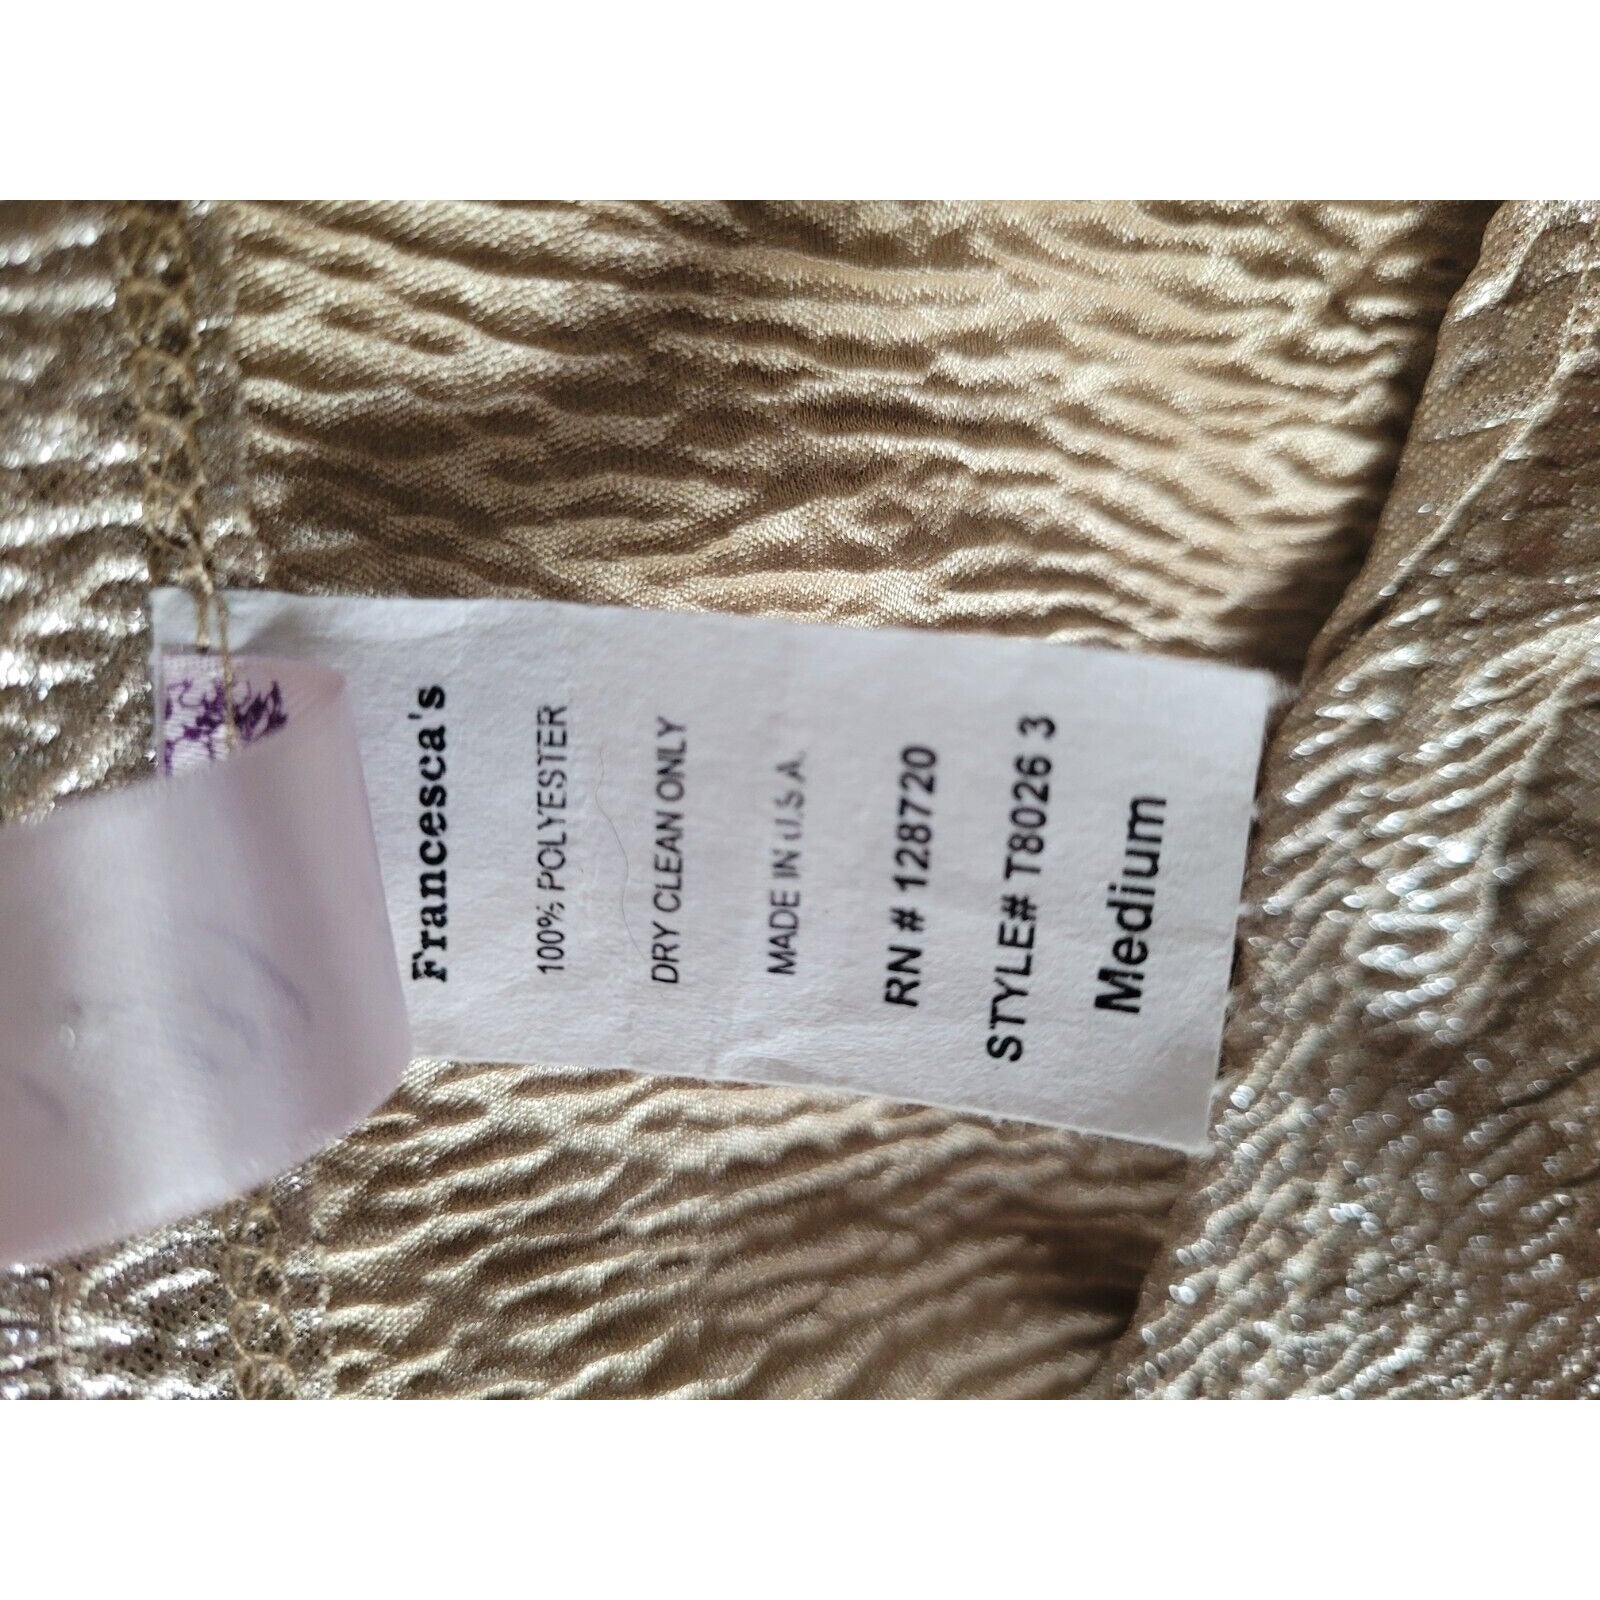 Francesca's
100% POLYESTER
DRY CLEAN ONLY
MADE IN U.S.A.
RN # 128720
STYLE# T8026 3
Medium